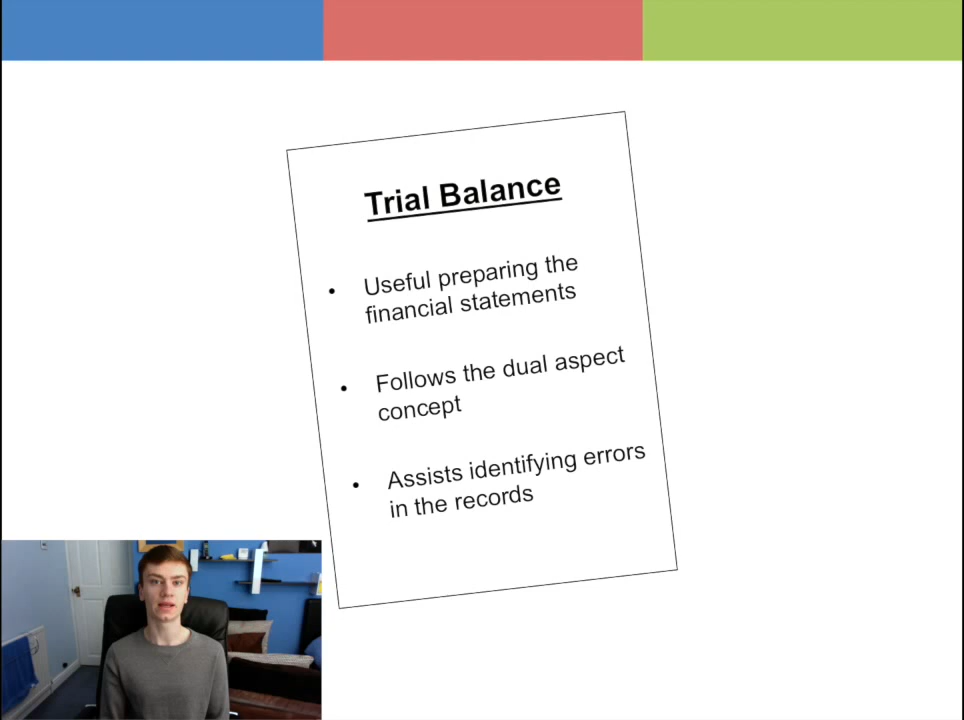 Trial Balance
• Useful preparing the
financial statements
• Follows the dual aspect
concept
• Assists identifying errors
in the records